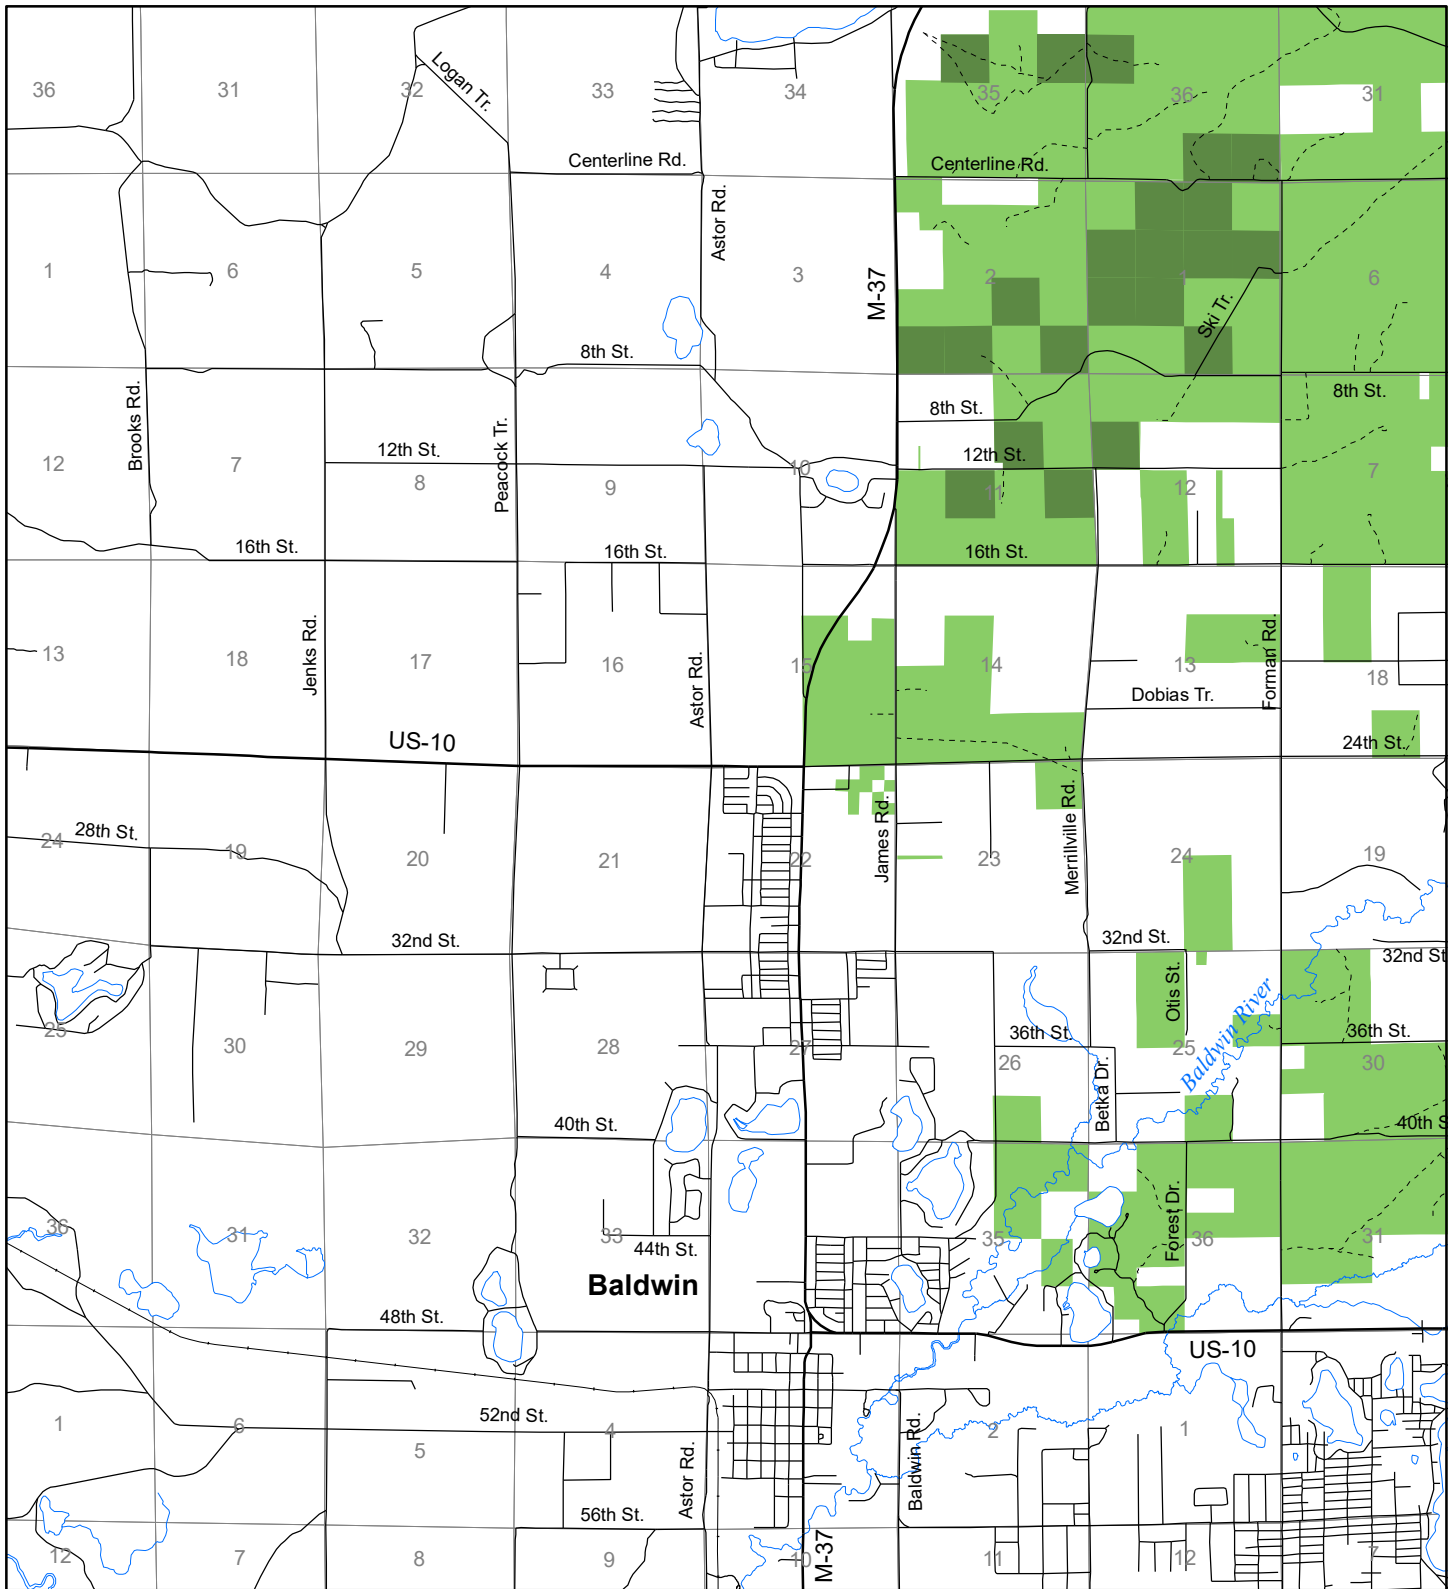 36
31
32
Logan Tr.
33
34
35
36
31
Centerline Rd.
Centerline Rd.
1
6
5
4
Astor Rd.
3
M-37
2
1
Ski Tr.
6
8th St.
8th St.
8th St.
Brooks Rd.
12
7
12th St.
8
Peacock Tr.
9
10
12th St.
11
12
7
16th St.
16th St.
16th St.
13
18
Jenks Rd.
17
16
Astor Rd.
15
14
13
Forman Rd.
18
Dobias Tr.
US-10
24th St.
24
28th St.
19
20
21
22
James Rd.
23
Merrillville Rd.
24
19
32nd St.
32nd St.
32nd St
25
30
29
28
27
26
36th St.
Otis St.
25
Baldwin River
36th St.
30
Betka Dr.
40th St.
40th S
36
31
32
33
44th St.
35
Forest Dr.
36
31
Baldwin
48th St.
US-10
1
6
52nd St.
5
4
Astor Rd.
Baldwin Rd.
2
1
56th St.
12
7
8
9
10
M-37
11
12
7